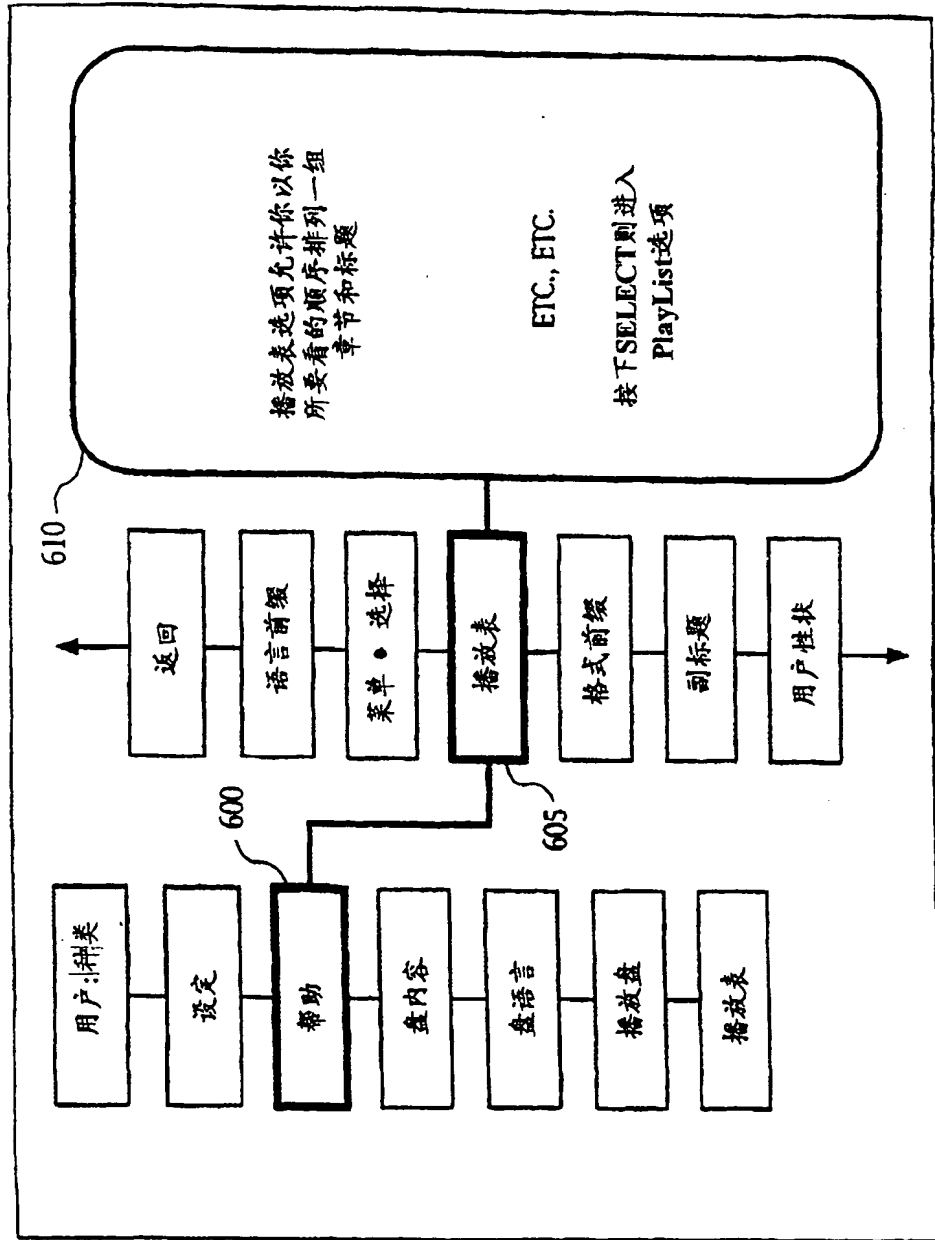 用户:种类
设定
帮助
盘内容
盘语言
播放盘
播放表
600
返回
语言前缀
菜单•选择
播放表
格式前缀
副标题
用户性状
605
610
播放表选项允许你以你
所要看的顺序排列一组
章节和标题
ETC., ETC.
按下SELECT则进入
PlayList选项